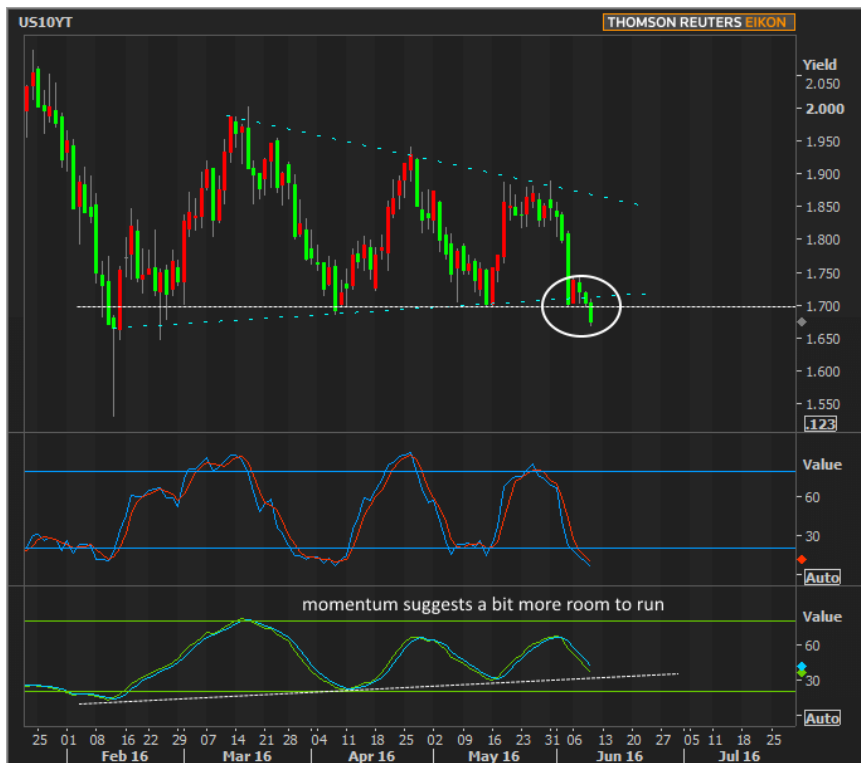 US10YT
THOMSON REUTERS EIKON
Yield
2.050
2.000
1.950
1.900
1.850
1.800
1.750
1.700
1.650
1.600
1.550
.123
Value
60
30
Auto
momentum suggests a bit more room to run
Value
60
30
Auto
25 01 08 16 22 29 07 14 21 28 04 11 18 25 02 09 16 23 31 06 13 20 27 05 11 18 25
Feb 16 Mar 16 Apr 16 May 16 Jun 16 Jul 16